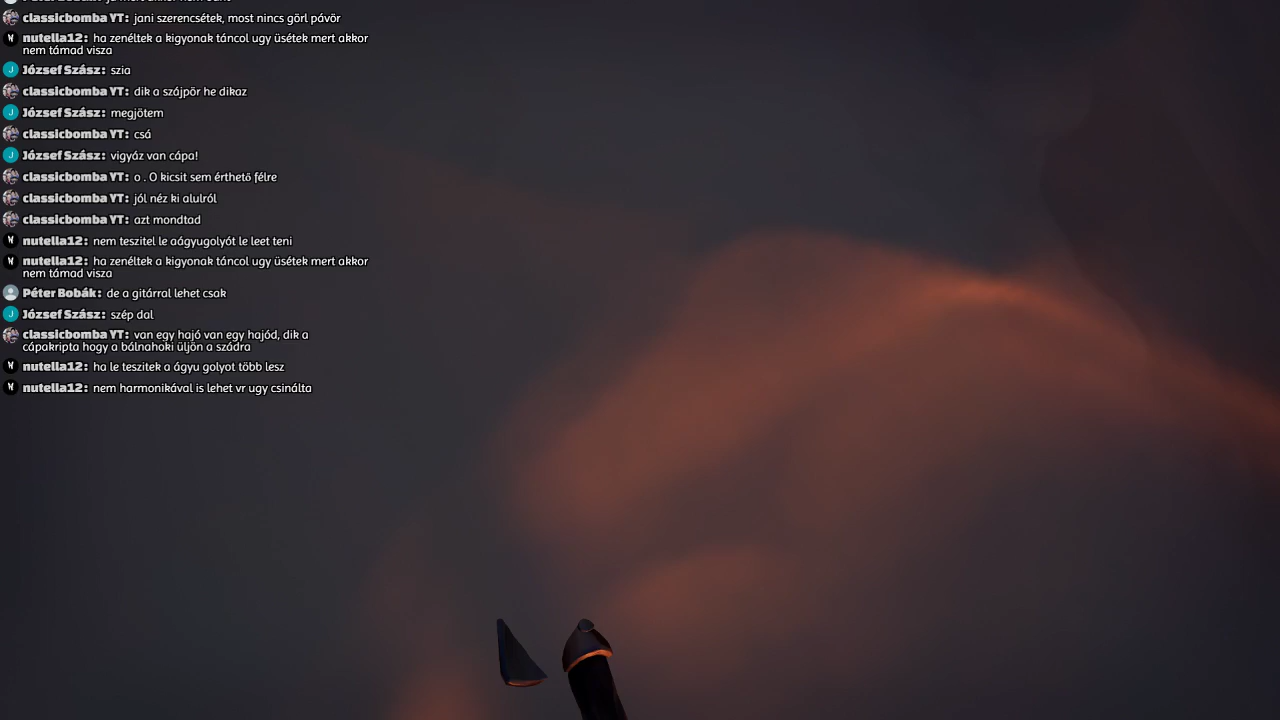 classicbomba YT: jani szerencsétek, most nincs görl pávör
nutella12: ha zenéltek a kigyonak táncol ugy üsétek mert akkor
nem támad visza
József Szász: szia
classicbomba YT: dik a szájpör he dikaz
József Szász: megjötem
classicbomba YT: csá
József Szász: vigyáz van cápa!
classicbomba YT: o . O kicsit sem érthető félre
classicbomba YT: jól néz ki alulról
classicbomba YT: azt mondtad
nutella12: nem teszitel le aágyugolyót le leet teni
nutella12: ha zenéltek a kigyonak táncol ugy üsétek mert akkor
nem támad visza
Péter Bobák: de a gitárral lehet csak
József Szász: szép dal
classicbomba YT: van egy hajó van egy hajód, dik a
cápakripta hogy a bálnahoki üljön a szádra
nutella12: ha le teszitek a ágyu golyot több lesz
nutella12: nem harmonikával is lehet vr ugy csinálta